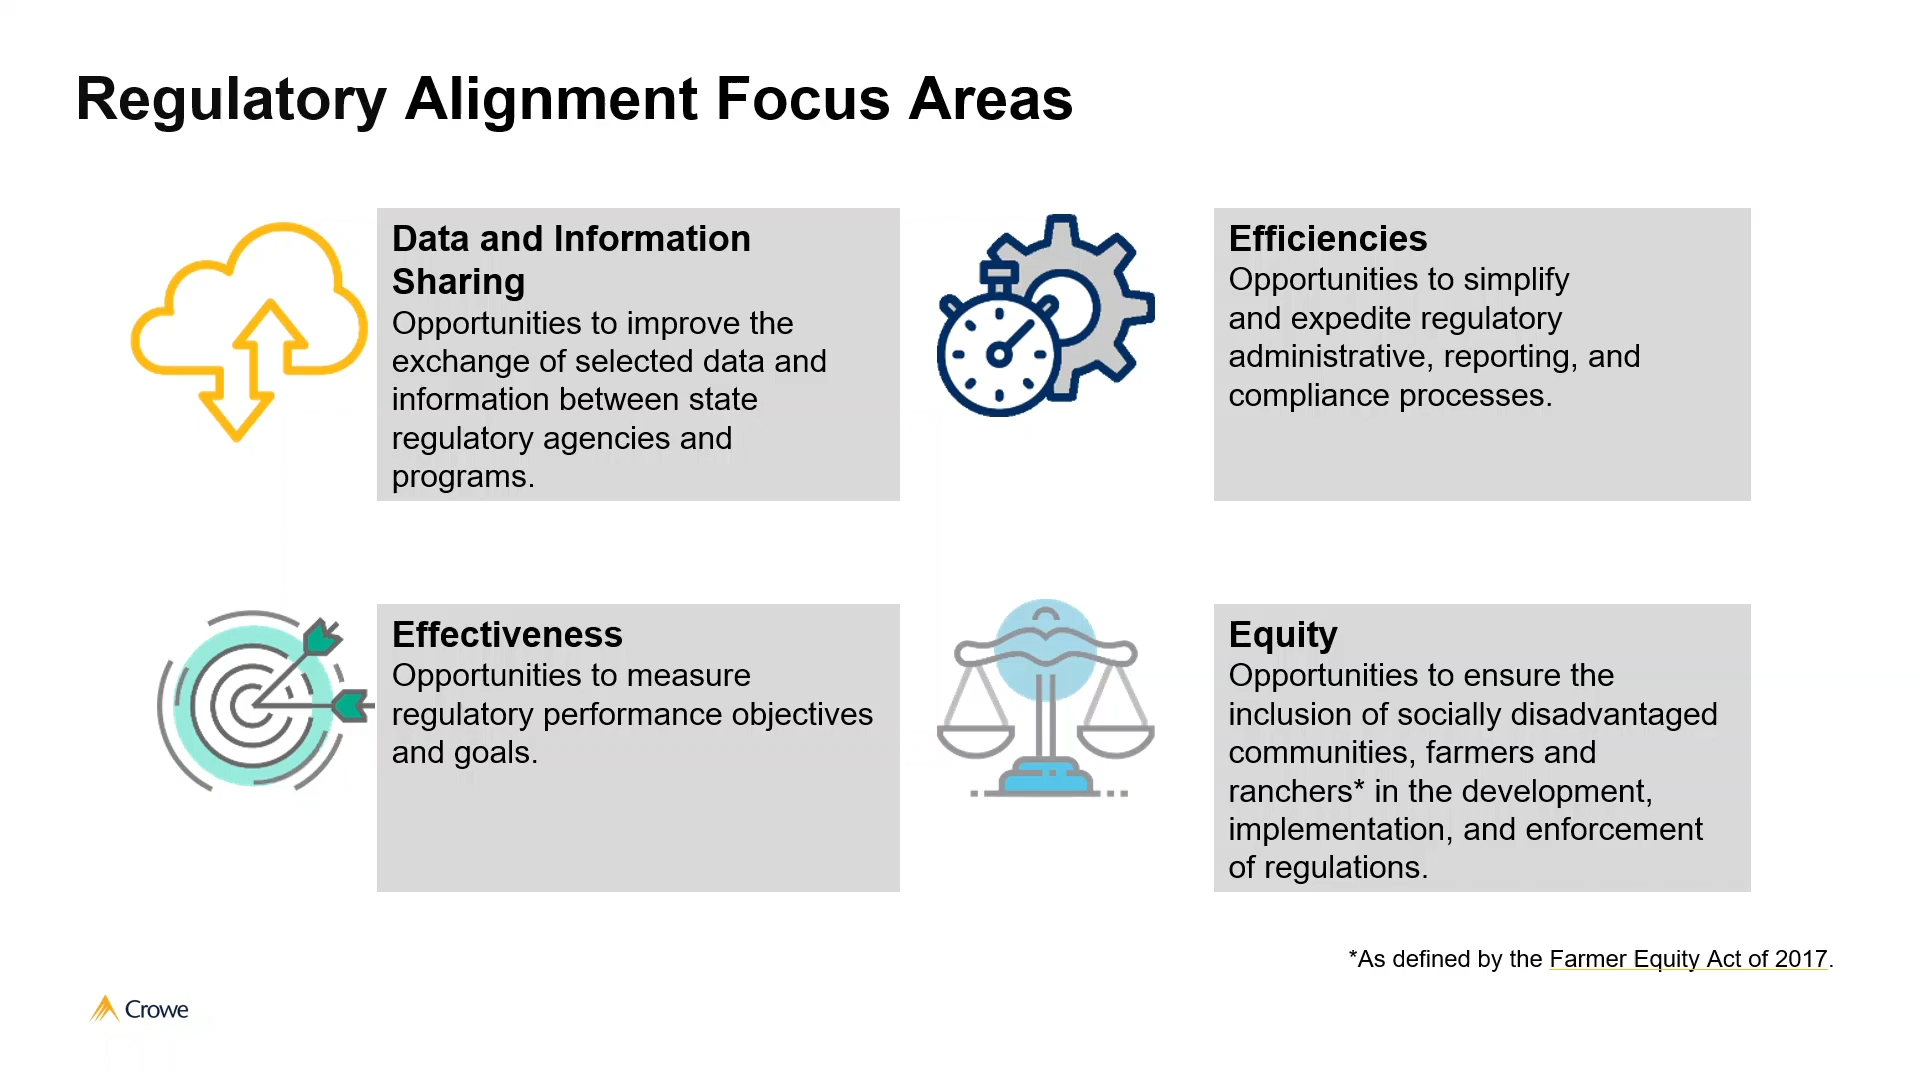 Regulatory Alignment Focus Areas
Data and Information
Sharing
Opportunities to improve the
exchange of selected data and
information between state
regulatory agencies and
programs.
Efficiencies
Opportunities to simplify
and expedite regulatory
administrative, reporting, and
compliance processes.
Effectiveness
Opportunities to measure
regulatory performance objectives
and goals.
Equity
Opportunities to ensure the
inclusion of socially disadvantaged
communities, farmers and
ranchers* in the development,
implementation, and enforcement
of regulations.
*As defined by the Farmer Equity Act of 2017.
Crowe